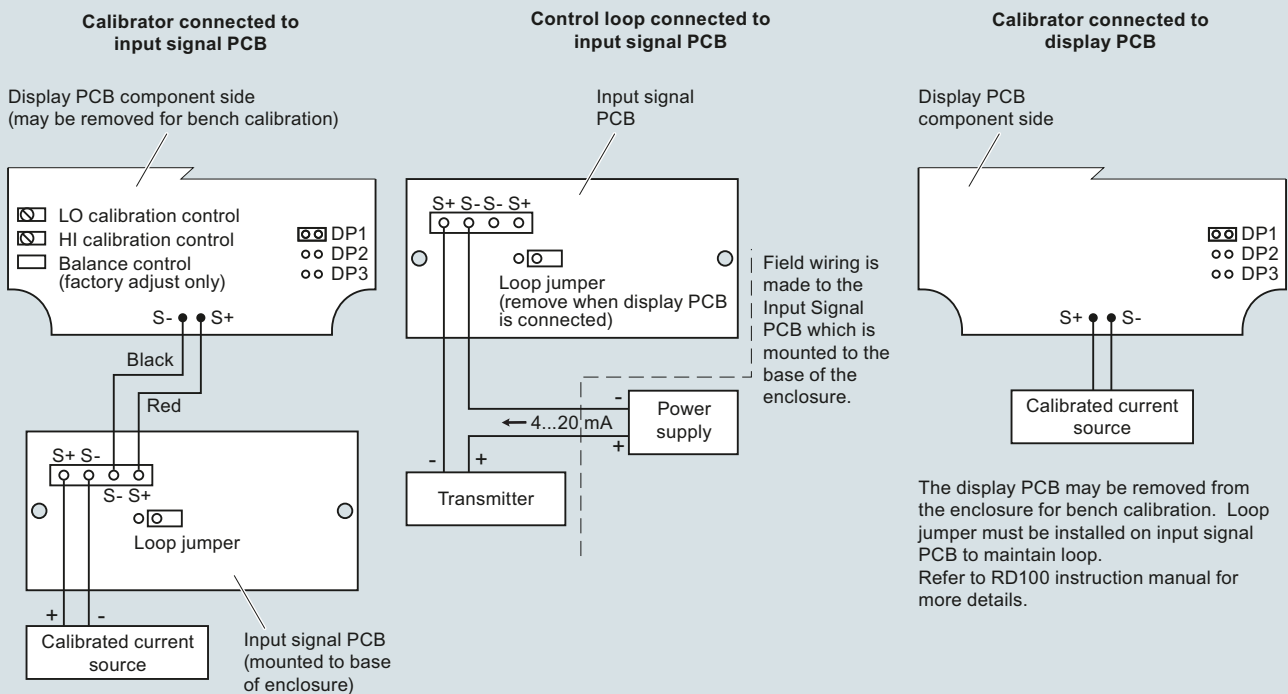 Calibrator connected to
input signal PCB
Display PCB component side
(may be removed for bench calibration)
LO calibration control
HI calibration control
Balance control
(factory adjust only)
DP1
DP2
DP3
S- S+
Black
Red
S+ S-
S- S+
Loop jumper
+ -
Calibrated current
source
Input signal PCB
(mounted to base
of enclosure)
Control loop connected to
input signal PCB
Input signal
PCB
S+ S- S- S+
Loop jumper
(remove when display PCB
is connected)
Field wiring is
made to the
Input Signal
PCB which is
mounted to the
base of the
enclosure.
-
4...20 mA
+
Power
supply
- +
Transmitter
Calibrator connected to
display PCB
Display PCB
component side
DP1
DP2
DP3
S+ S-
Calibrated current
source
The display PCB may be removed from
the enclosure for bench calibration. Loop
jumper must be installed on input signal
PCB to maintain loop.
Refer to RD100 instruction manual for
more details.